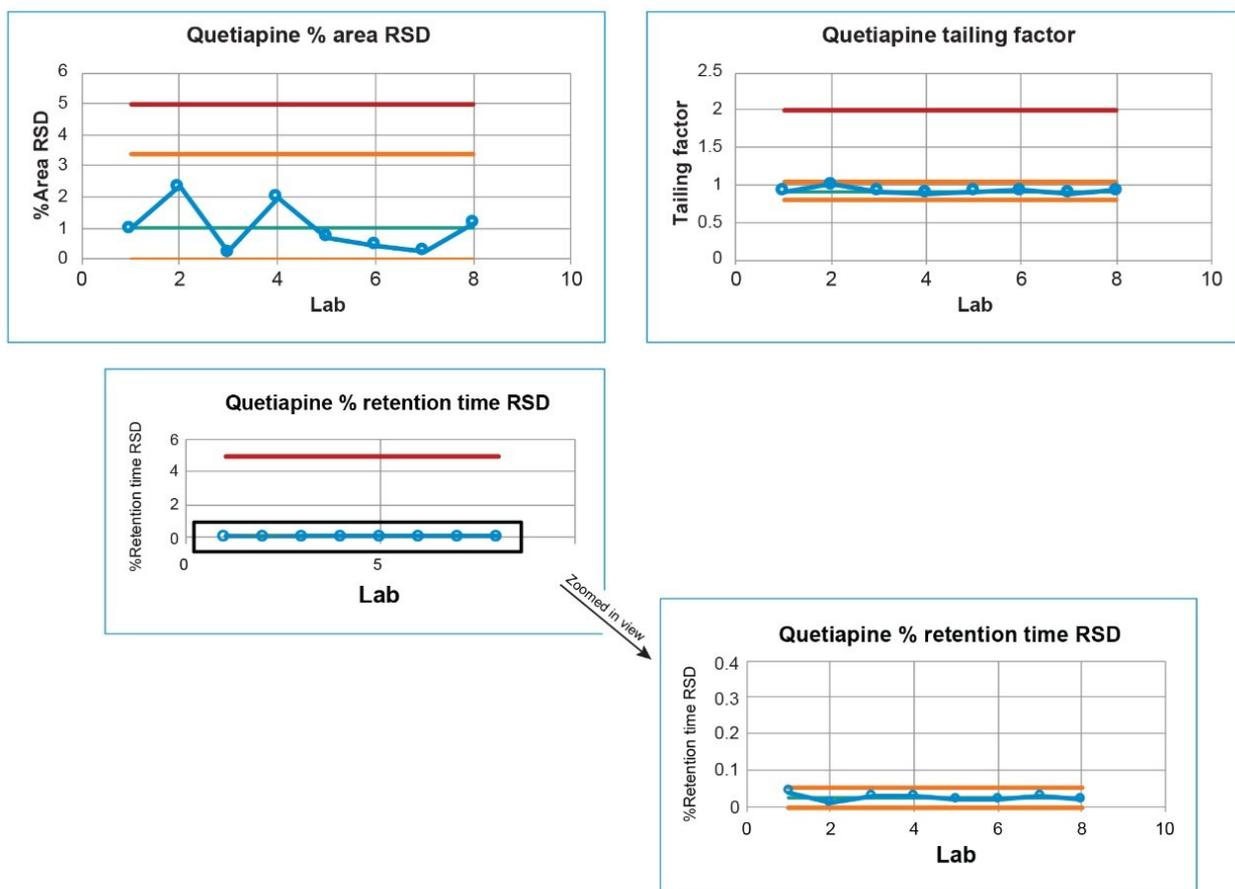 Quetiapine % area RSD
%Area RSD
6
5
4
3
2
1
0
0 2 4 6 8 10
Lab
Quetiapine tailing factor
Tailing factor
2.5
2
1.5
1
0.5
0
0 2 4 6 8 10
Lab
Quetiapine % retention time RSD
%Retention time RSD
6
4
2
0
0 5
Lab
Zoomed in view
Quetiapine % retention time RSD
%Retention time RSD
0.4
0.3
0.2
0.1
0
0 2 4 6 8 10
Lab